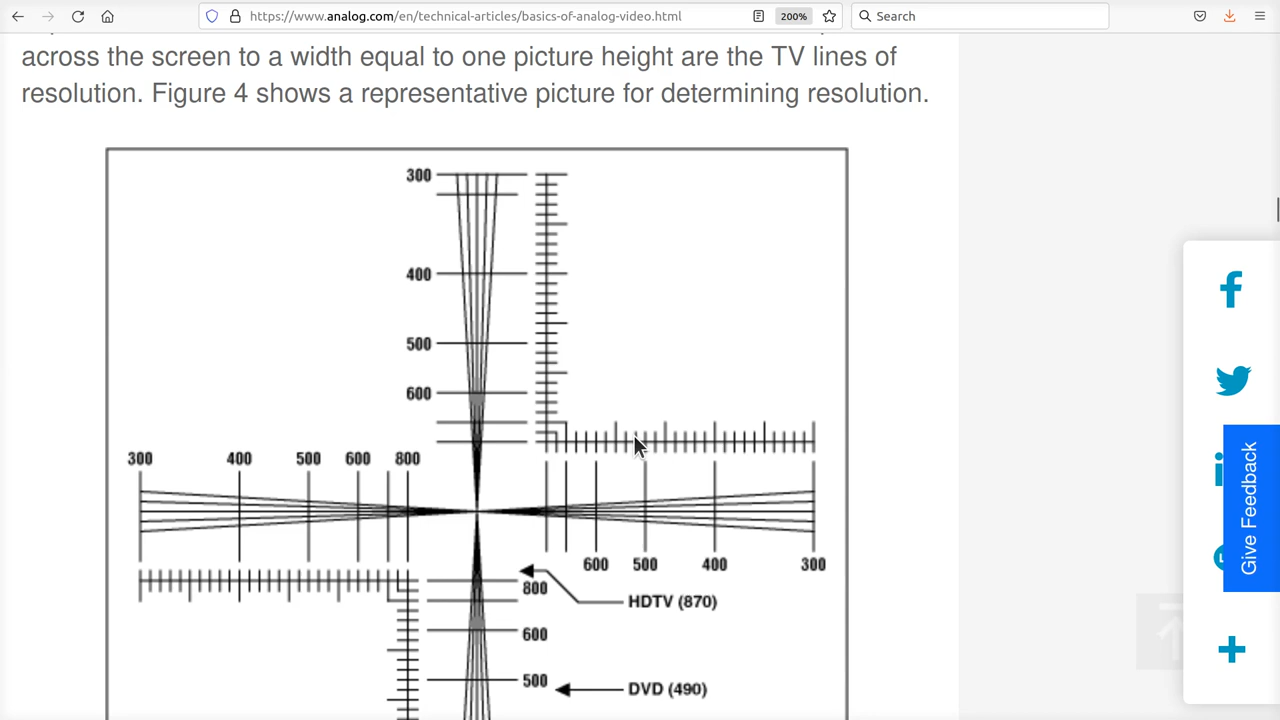 https://www.analog.com/en/technical-articles/basics-of-analog-video.html
200%
Search
across the screen to a width equal to one picture height are the TV lines of
resolution. Figure 4 shows a representative picture for determining resolution.
300
400
500
600
300 400 500 600 800
600 500 400 300
800
HDTV (870)
600
500
DVD (490)
Give Feedback